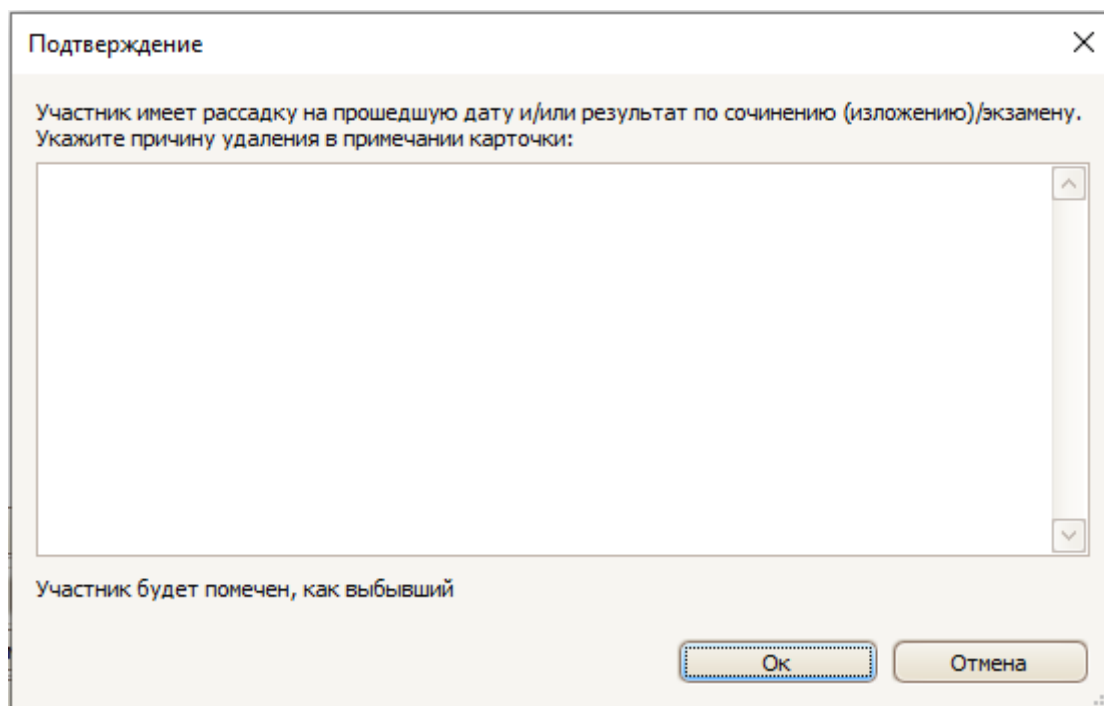 Подтверждение
Участник имеет рассадку на прошедшую дату и/или результат по сочинению (изложению)/экзамену.
Укажите причину удаления в примечании карточки:
Участник будет помечен, как выбывший
Ок
Отмена